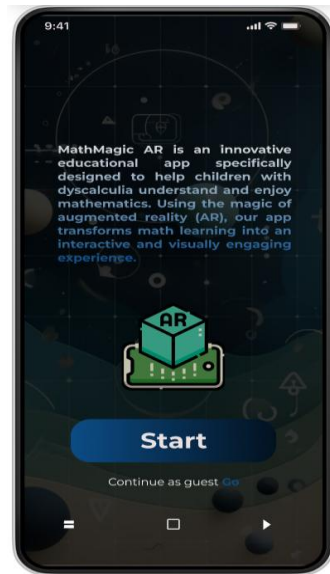 9:41
MathMagic AR is an innovative
educational app specifically
designed to help children with
dyscalculia understand and enjoy
mathematics. Using the magic of
augmented reality (AR), our app
transforms math learning into an
interactive and visually engaging
experience.
AR
Start
Continue as guest Go